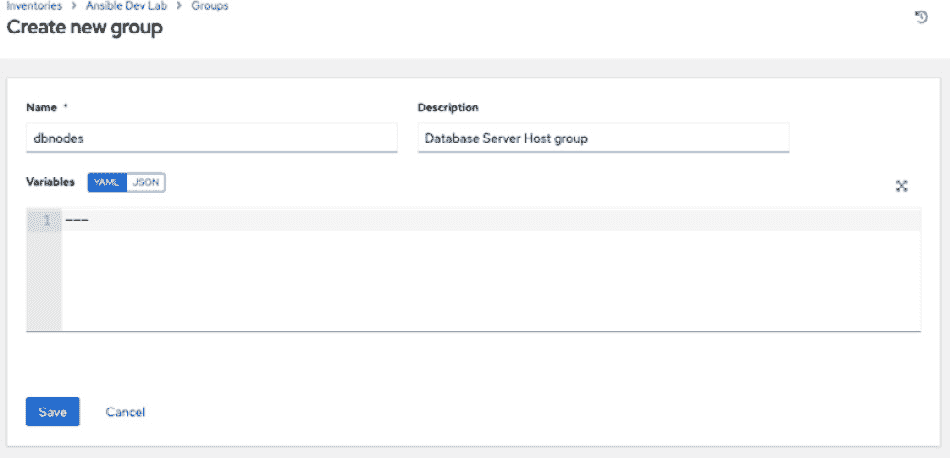 Inventories > Ansible Dev Lab > Groups
Create new group
Name * Description
dbnodes Database Server Host group
Variables YAML JSON
1 ---
Save Cancel